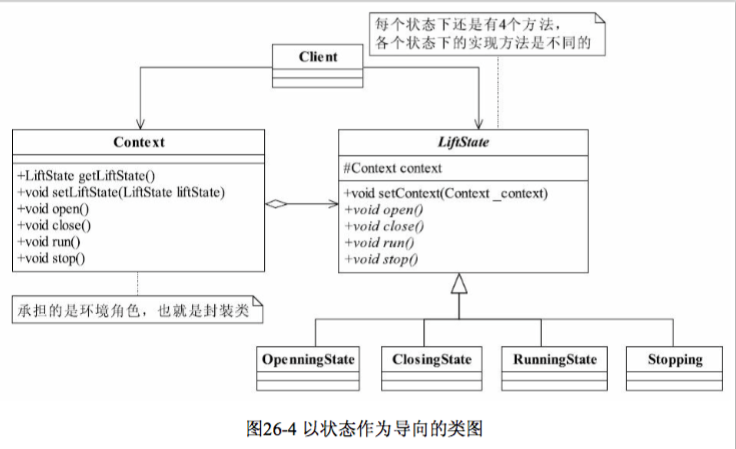 每个状态下还是有4个方法，
各个状态下的实现方法是不同的
Client
Context
+LiftState getLiftState()
+void setLiftState(LiftState liftState)
+void open()
+void close()
+void run()
+void stop()
LiftState
#Context context
+void setContext(Context _context)
+void open()
+void close()
+void run()
+void stop()
承担的是环境角色，也就是封装类
OpenningState
ClosingState
RunningState
Stopping
图26-4 以状态作为导向的类图